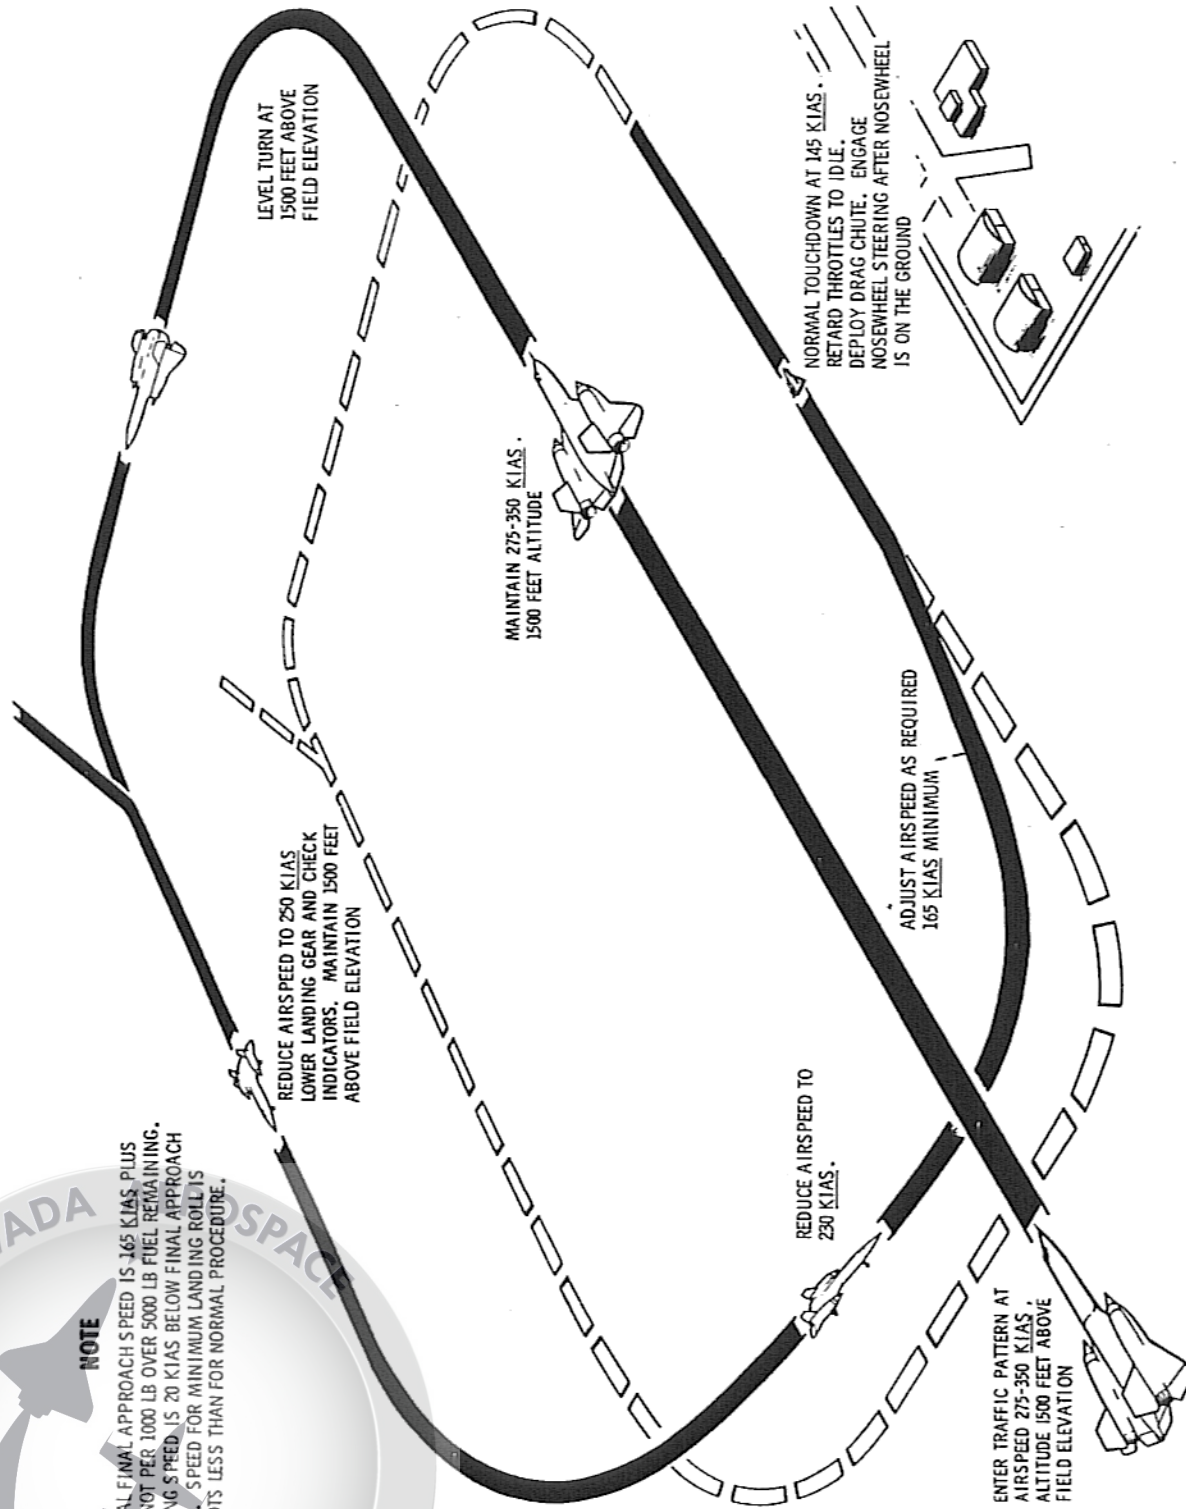 NOTE
FINAL APPROACH SPEED IS 165 KIAS PLUS
PER 1000 LB OVER 5000 LB FUEL REMAINING.
SPEED IS 20 KIAS BELOW FINAL APPROACH
SPEED FOR MINIMUM LANDING ROLL IS
LESS THAN FOR NORMAL PROCEDURE.
LEVEL TURN AT
1500 FEET ABOVE
FIELD ELEVATION
REDUCE AIRSPEED TO 250 KIAS
LOWER LANDING GEAR AND CHECK
INDICATORS. MAINTAIN 1500 FEET
ABOVE FIELD ELEVATION
MAINTAIN 275-350 KIAS.
1500 FEET ALTITUDE
REDUCE AIRSPEED TO
230 KIAS.
ADJUST AIRSPEED AS REQUIRED
165 KIAS MINIMUM
NORMAL TOUCHDOWN AT 145 KIAS.
RETARD THROTTLES TO IDLE.
DEPLOY DRAG CHUTE. ENGAGE
NOSEWHEEL STEERING AFTER NOSEWHEEL
IS ON THE GROUND
ENTER TRAFFIC PATTERN AT
AIRSPEED 275-350 KIAS,
ALTITUDE 1500 FEET ABOVE
FIELD ELEVATION